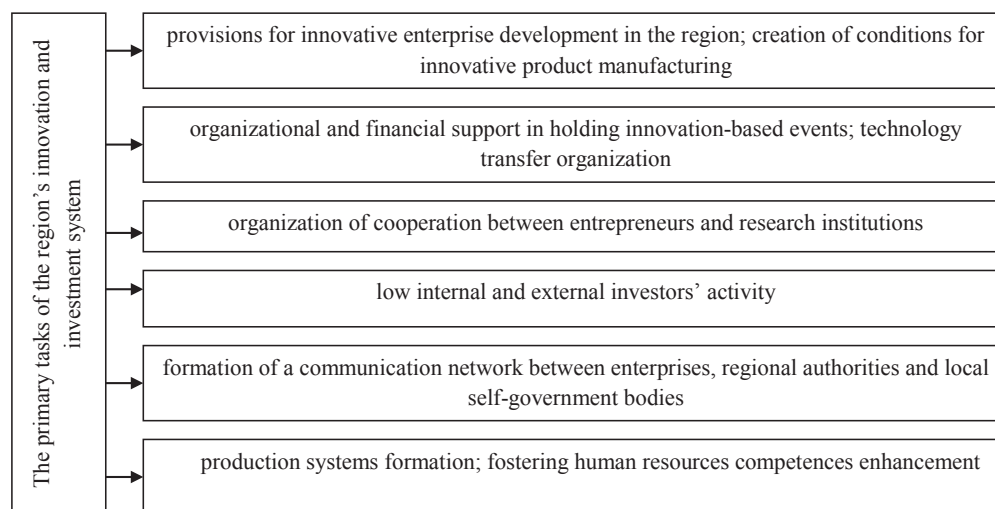 The primary tasks of the region’s innovation and
investment system
provisions for innovative enterprise development in the region; creation of conditions for
innovative product manufacturing
organizational and financial support in holding innovation-based events; technology
transfer organization
organization of cooperation between entrepreneurs and research institutions
low internal and external investors’ activity
formation of a communication network between enterprises, regional authorities and local
self-government bodies
production systems formation; fostering human resources competences enhancement